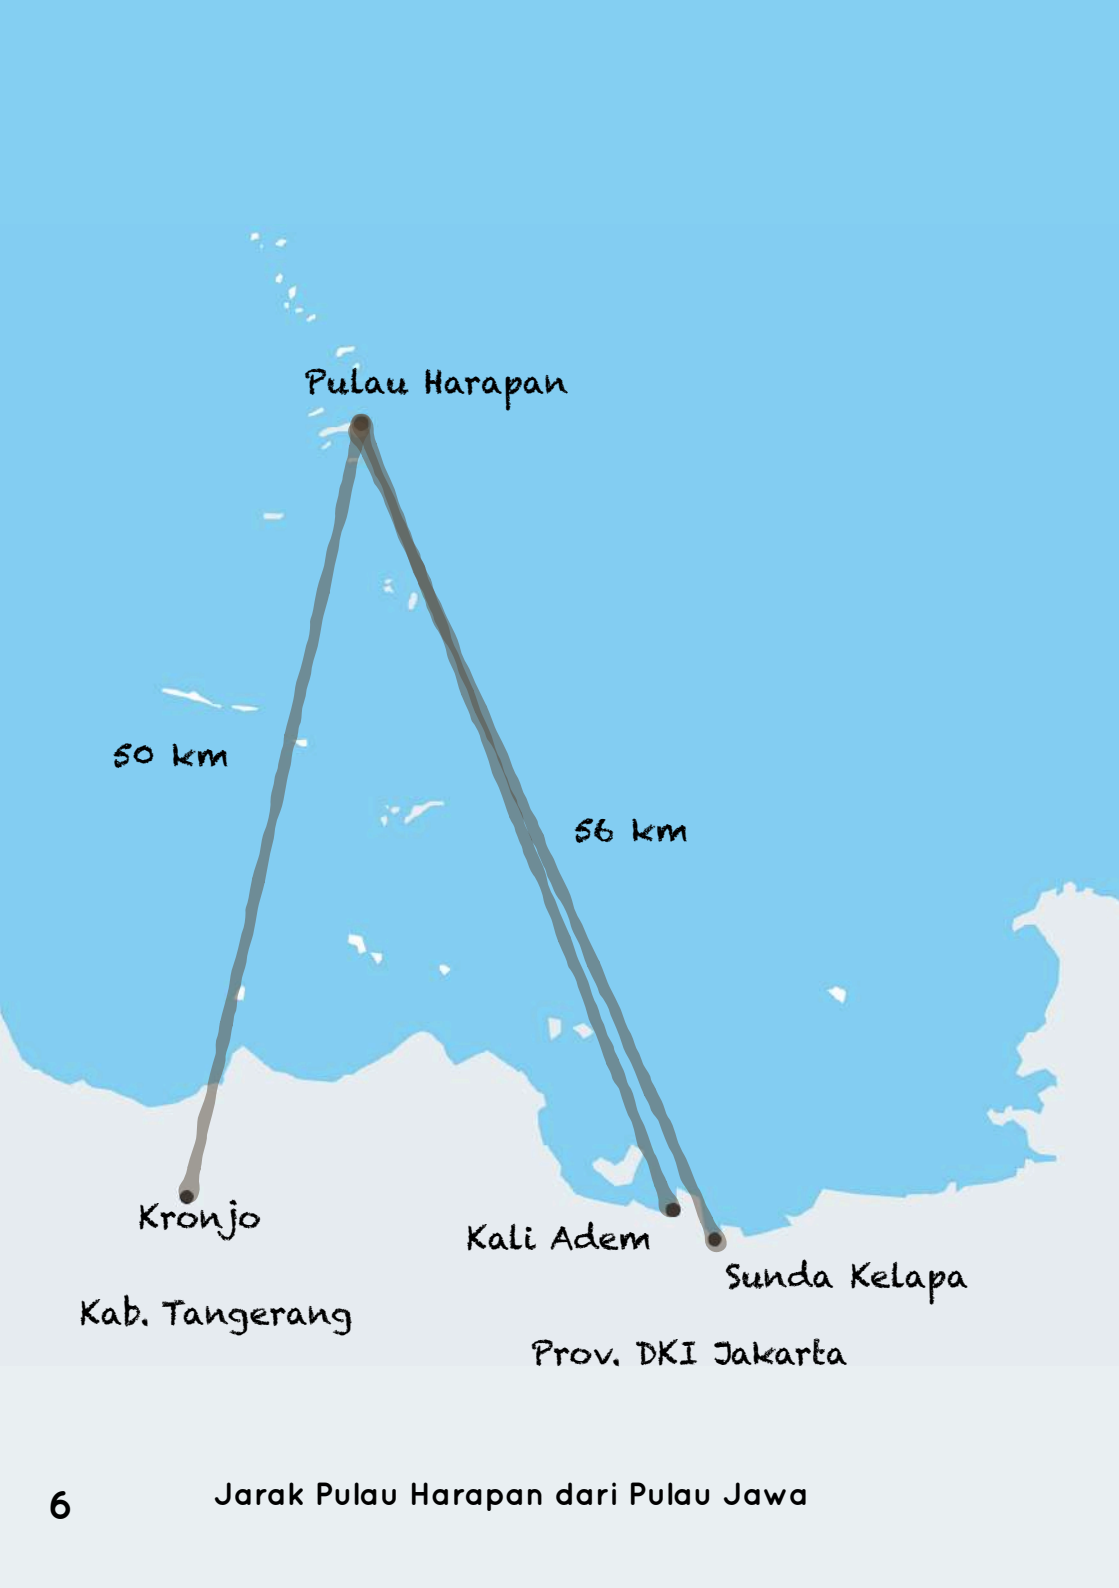 Pulau Harapan
50 km
56 km
Kronjo
Kali Adem
Sunda Kelapa
Kab. Tangerang
Prov. DKI Jakarta
6
Jarak Pulau Harapan dari Pulau Jawa